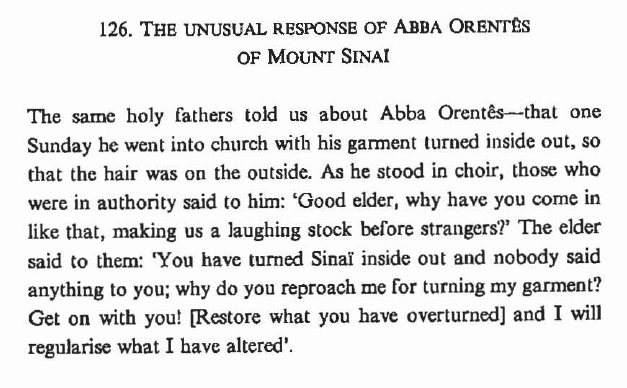 126. THE UNUSUAL RESPONSE OF ABBA ORENTÊS
OF MOUNT SINAÏ
The same holy fathers told us about Abba Orentês—that one
Sunday he went into church with his garment turned inside out, so
that the hair was on the outside. As he stood in choir, those who
were in authority said to him: 'Good elder, why have you come in
like that, making us a laughing stock before strangers?' The elder
said to them: 'You have turned Sinaï inside out and nobody said
anything to you; why do you reproach me for turning my garment?
Get on with you! [Restore what you have overturned] and I will
regularise what I have altered'.